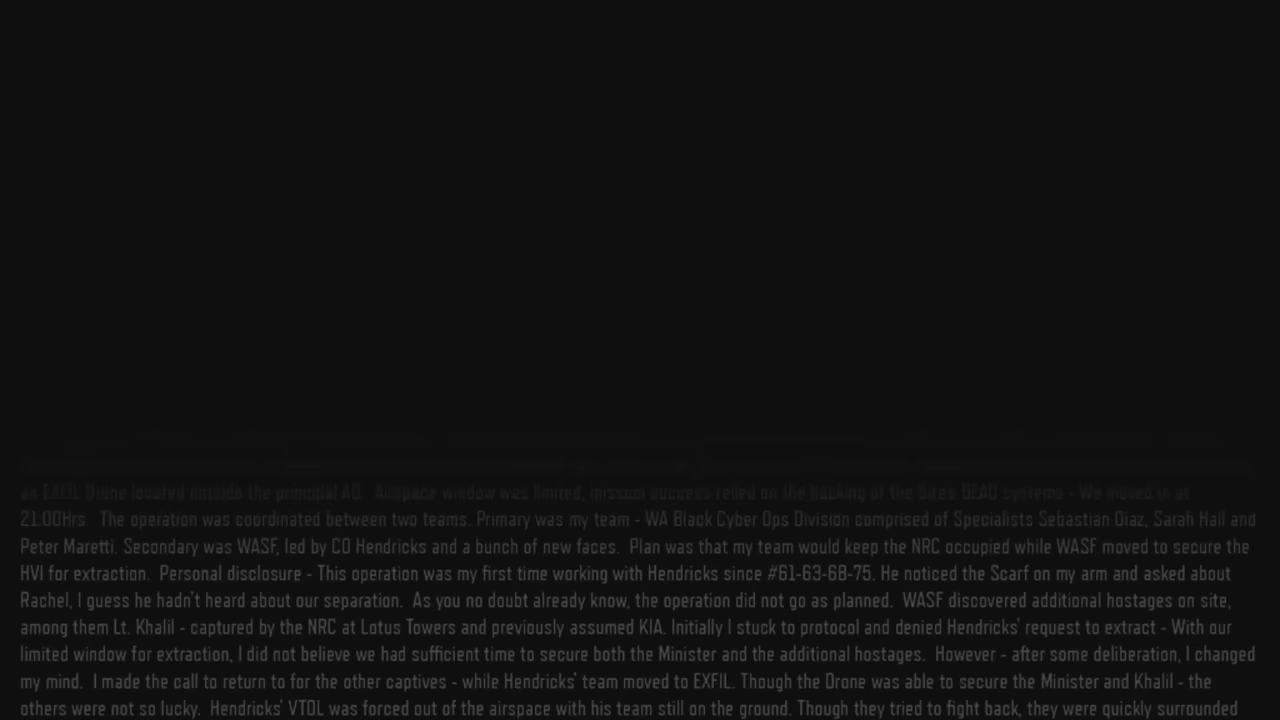 an EXFIL Drone located outside the principal AO.  Airspace window was limited, mission success relied on the hacking of the Sites DEAD systems - We moved in at
21.00Hrs.  The operation was coordinated between two teams. Primary was my team - WA Black Cyber Ops Division comprised of Specialists Sebastian Diaz, Sarah Hall and
Peter Maretti. Secondary was WASF, led by CO Hendricks and a bunch of new faces.  Plan was that my team would keep the NRC occupied while WASF moved to secure the
HVI for extraction.  Personal disclosure - This operation was my first time working with Hendricks since #61-63-6B-75. He noticed the Scarf on my arm and asked about
Rachel, I guess he hadn't heard about our separation.  As you no doubt already know, the operation did not go as planned.  WASF discovered additional hostages on site,
among them Lt. Khalil - captured by the NRC at Lotus Towers and previously assumed KIA. Initially I stuck to protocol and denied Hendricks' request to extract - With our
limited window for extraction, I did not believe we had sufficient time to secure both the Minister and the additional hostages.  However - after some deliberation, I changed
my mind.  I made the call to return to for the other captives - while Hendricks' team moved to EXFIL. Though the Drone was able to secure the Minister and Khalil - the
others were not so lucky.  Hendricks' VTOL was forced out of the airspace with his team still on the ground. Though they tried to fight back, they were quickly surrounded